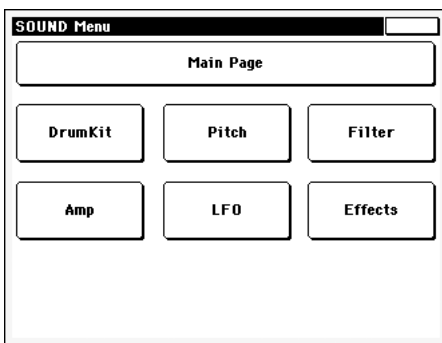 SOUND Menu
Main Page
DrumKit Pitch Filter
Amp LFO Effects